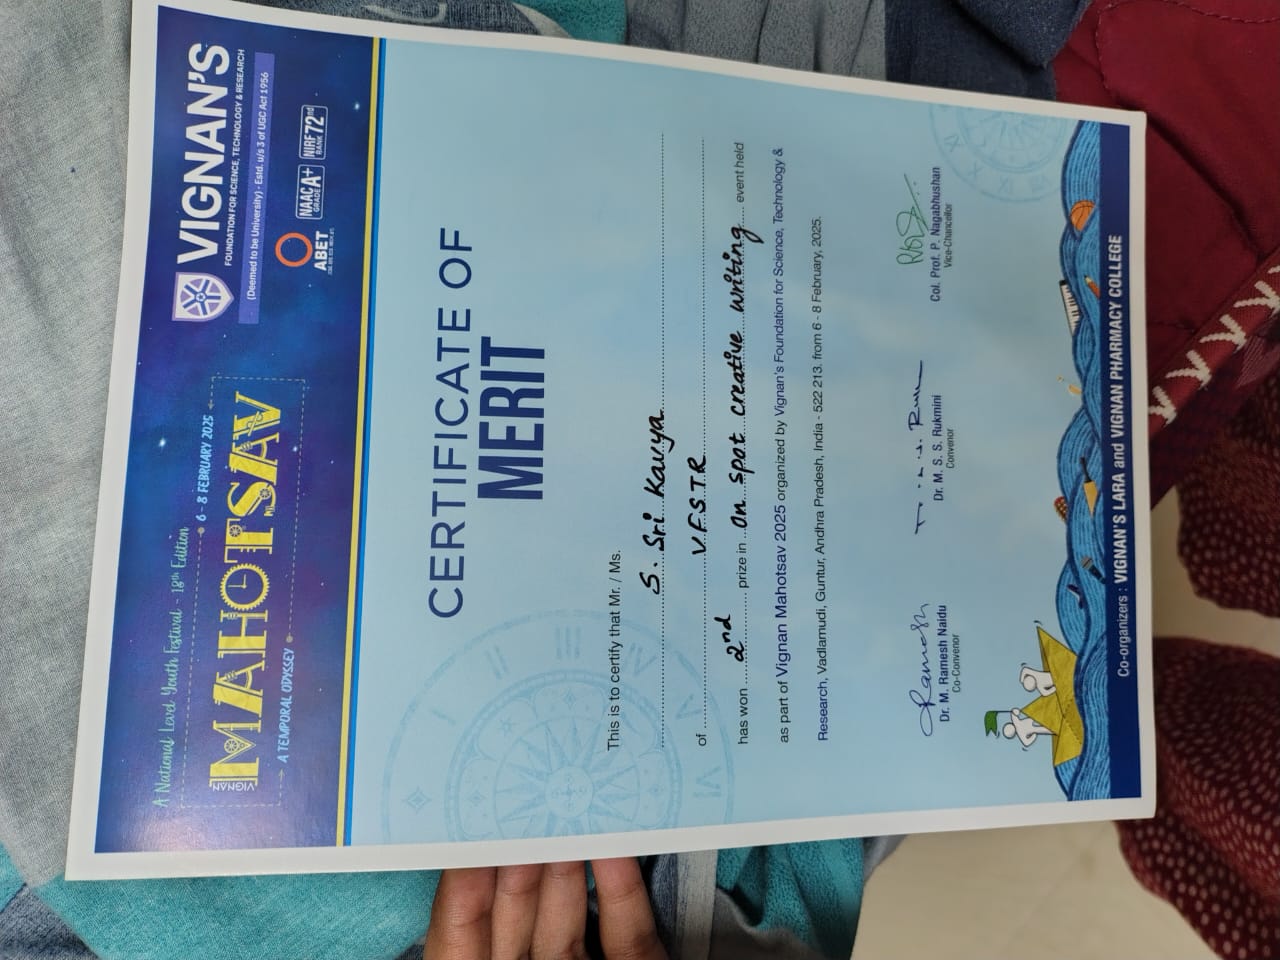 A National Level Youth Festival - 18th Edition
6 - 8 FEBRUARY 2025
VIGNAN
MAHOTSAV
A TEMPORAL ODYSSEY
VIGNAN'S
FOUNDATION FOR SCIENCE, TECHNOLOGY & RESEARCH
(Deemed to be University) - Estd. u/s 3 of UGC Act 1956
ABET
NAAC A+
GRADE
NIRF 72nd
RANK
CERTIFICATE OF
MERIT
This is to certify that Mr. / Ms.
S. Sri Kavya
of V.F.S.T.R
has won 2nd prize in On spot creative writing event held
as part of Vignan Mahotsav 2025 organized by Vignan's Foundation for Science, Technology &
Research, Vadlamudi, Guntur, Andhra Pradesh, India - 522 213. from 6 - 8 February, 2025.
Ramesh
Dr. M. Ramesh Naidu
Co-Convenor
Dr. M. S. S. Rukmini
Convenor
Col. Prof. P. Nagabhushan
Vice-Chancellor
Co-organizers : VIGNAN'S LARA and VIGNAN PHARMACY COLLEGE